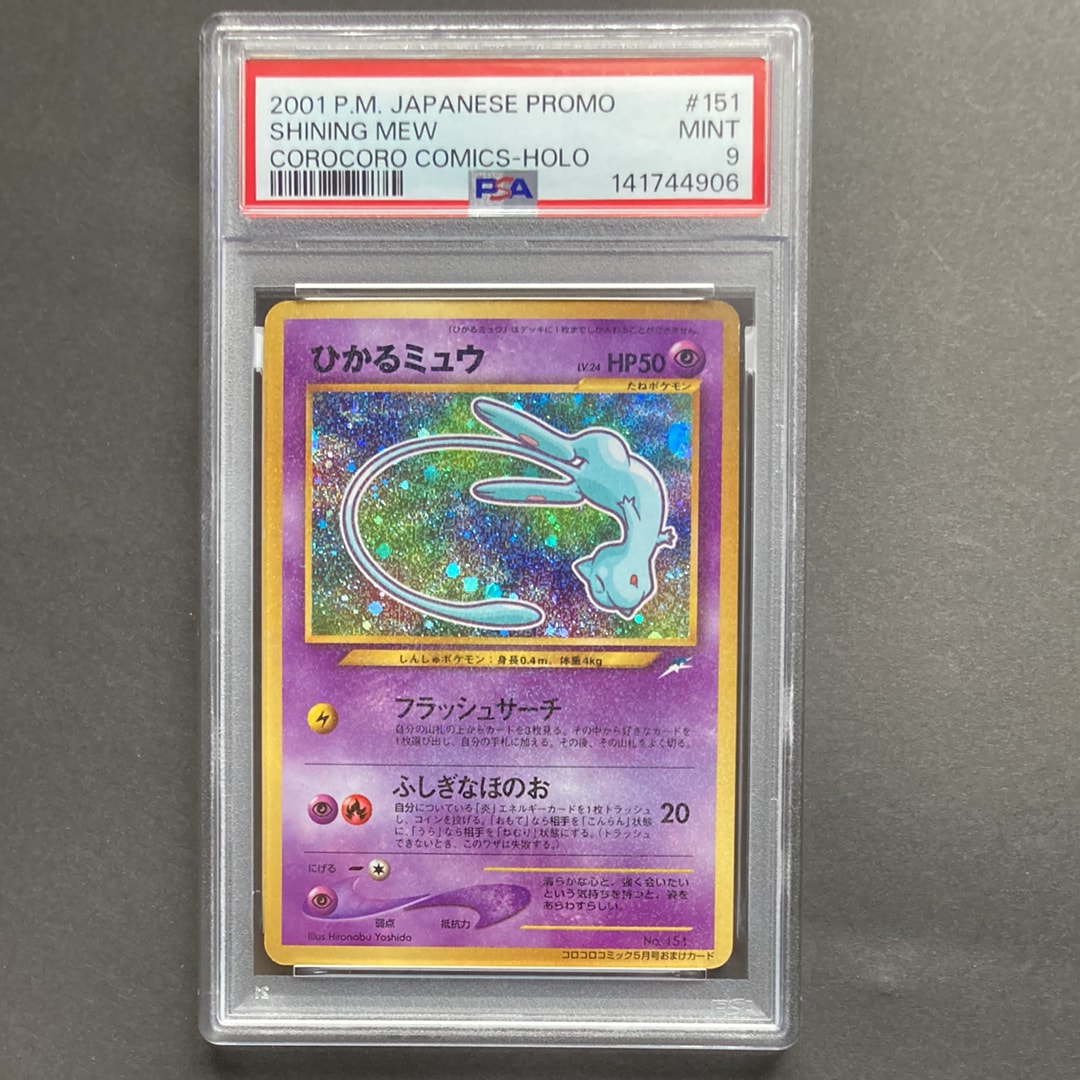 2001 P.M. JAPANESE PROMO #151
SHINING MEW MINT
COROCORO COMICS-HOLO 9
PSA 141744906
「ひかるミュウ」はデッキに1枚までしか入れることができません。
ひかるミュウ LV.24 HP50
たねポケモン
しんしゅポケモン：身長0.4m、体重4kg
フラッシュサーチ
自分の山札の上からカードを3枚見る。その中から好きなカードを
1枚選び出し、自分の手札に加える。その後、その山札をよく切る。
ふしぎなほのお
自分についている「炎」エネルギーカードを1枚トラッシュ
し、コインを投げる。「おもて」なら相手を「こんらん」状態
に、「うら」なら相手を「ねむり」状態にする。（トラッシュ
できないとき、このワザは失敗する。）
20
にげる
弱点 抵抗力
清らかな心と、強く会いたい
という気持ちを持つと、姿を
あらわすらしい。
Illus. Hironobu Yoshida No. 151
コロコロコミック5月号おまけカード
PSA